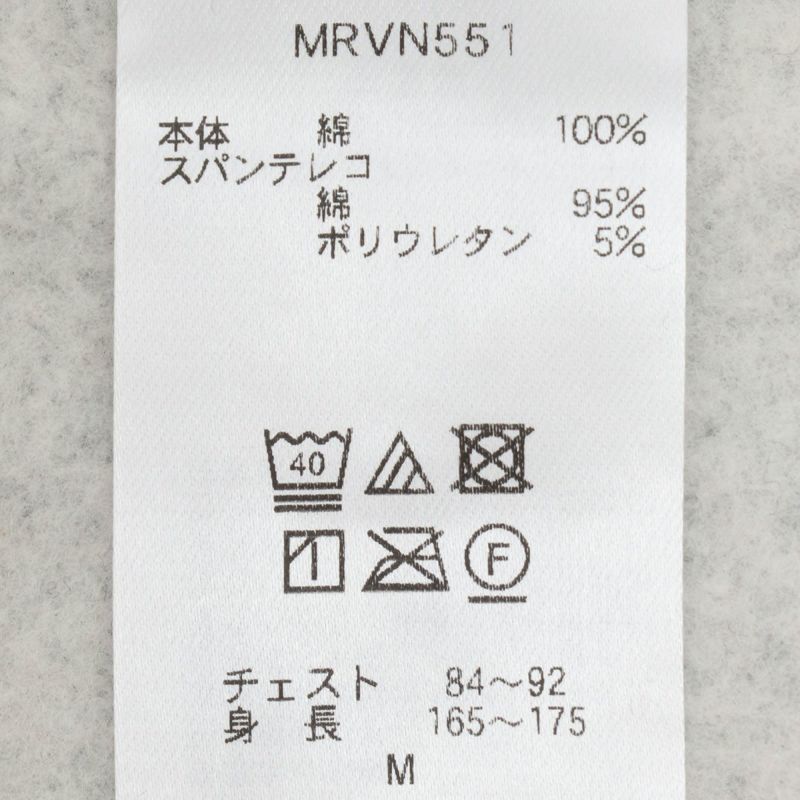 MRVN551
本体 綿 100%
スパンテレコ
綿 95%
ポリウレタン 5%
40
F
チェスト 84～92
身長 165～175
M